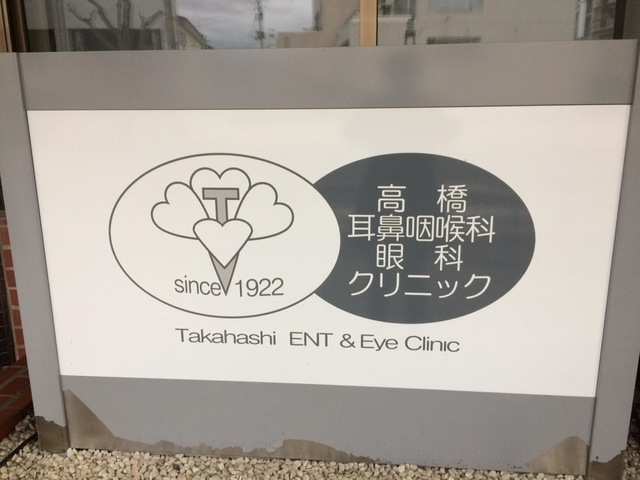 T
since 1922
高橋
耳鼻咽喉科
眼科
クリニック
Takahashi ENT & Eye Clinic